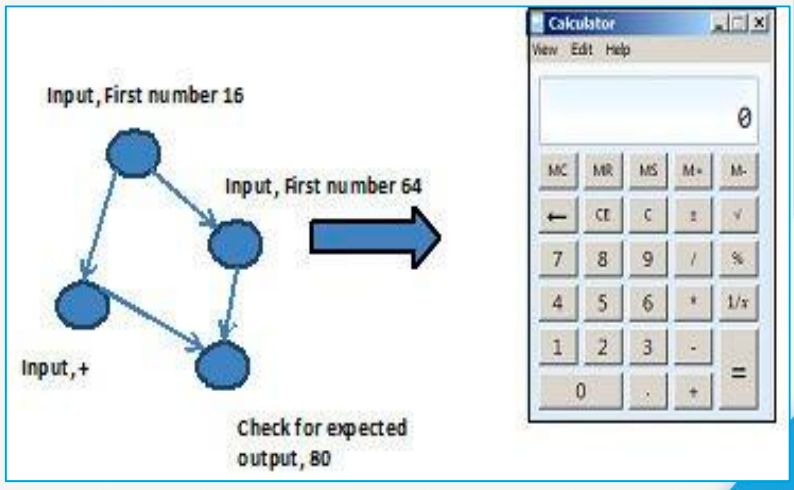 Input, First number 16
Input, First number 64
Input, +
Check for expected
output, 80
Calculator
View Edit Help
0
MC MR MS M+ M-
← CE C ± √
7 8 9 / %
4 5 6 * 1/x
1 2 3 - =
0 . +